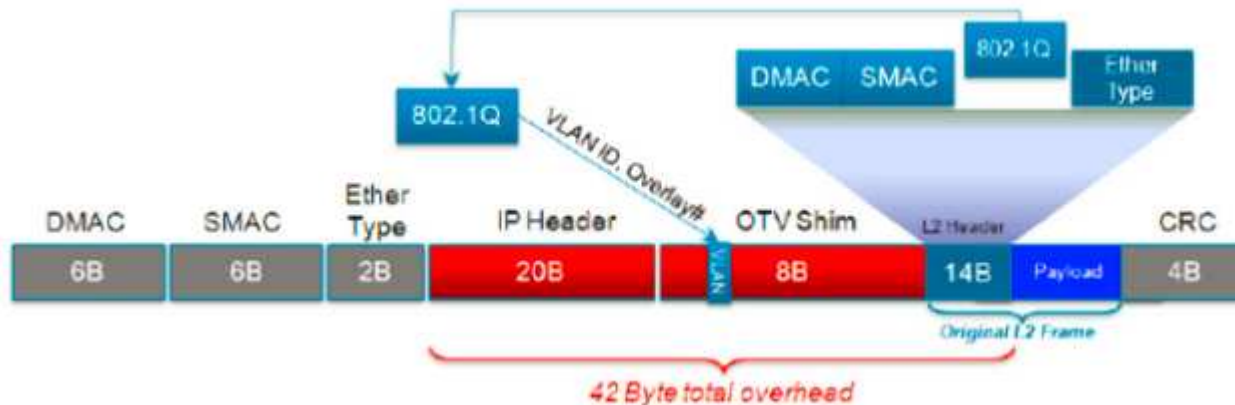 802.1Q
DMAC SMAC
Ether
Type
802.1Q
VLAN ID, Overlay#
DMAC
SMAC
Ether
Type
IP Header
OTV Shim
L2 Header
CRC
6B
6B
2B
20B
VLAN
8B
14B
Payload
4B
Original L2 Frame
42 Byte total overhead